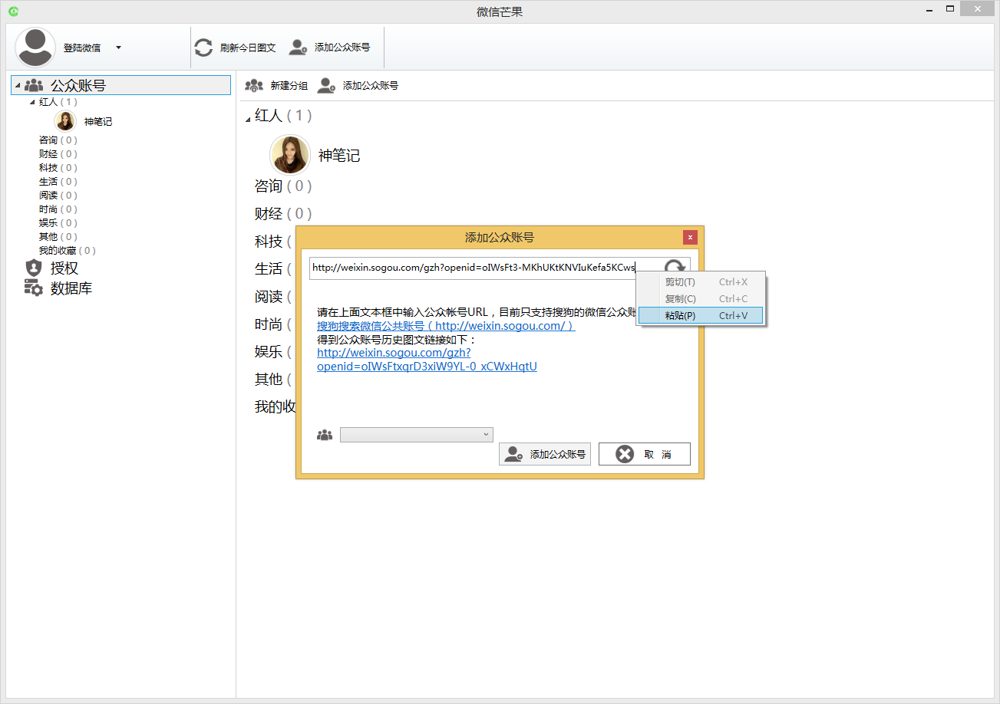 微信芒果
登陆微信
刷新今日图文
添加公众账号
公众账号
红人 ( 1 )
神笔记
咨询 ( 0 )
财经 ( 0 )
科技 ( 0 )
生活 ( 0 )
阅读 ( 0 )
时尚 ( 0 )
娱乐 ( 0 )
其他 ( 0 )
我的收藏 ( 0 )
授权
数据库
新建分组
添加公众账号
红人 ( 1 )
神笔记
咨询 ( 0 )
财经 ( 0 )
科技 (
生活 (
阅读 (
时尚 (
娱乐 (
其他 (
我的收
添加公众账号
http://weixin.sogou.com/gzh?openid=oIWsFt3-MKhUKtKNVIuKefa5KCws
剪切(T) Ctrl+X
复制(C) Ctrl+C
粘贴(P) Ctrl+V
请在上面文本框中输入公众帐号URL，目前只支持搜狗的微信公众账
搜狗搜索微信公共账号（http://weixin.sogou.com/）
得到公众账号历史图文链接如下：
http://weixin.sogou.com/gzh?
openid=oIWsFtxqrD3xiW9YL-0_xCWxHqtU
添加公众账号
取 消